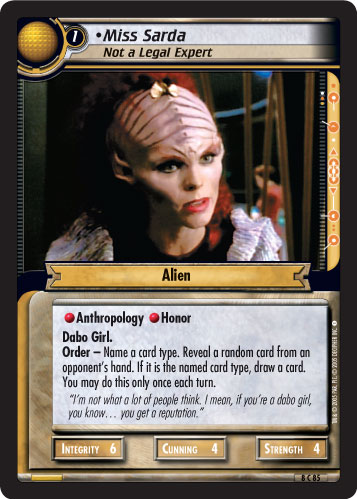 1
•Miss Sarda
Not a Legal Expert
Alien
Anthropology Honor
Dabo Girl.
Order – Name a card type. Reveal a random card from an
opponent's hand. If it is the named card type, draw a card.
You may do this only once each turn.
"I'm not what a lot of people think. I mean, if you're a dabo girl,
you know... you get a reputation."
INTEGRITY 6
CUNNING 4
STRENGTH 4
8 C 85